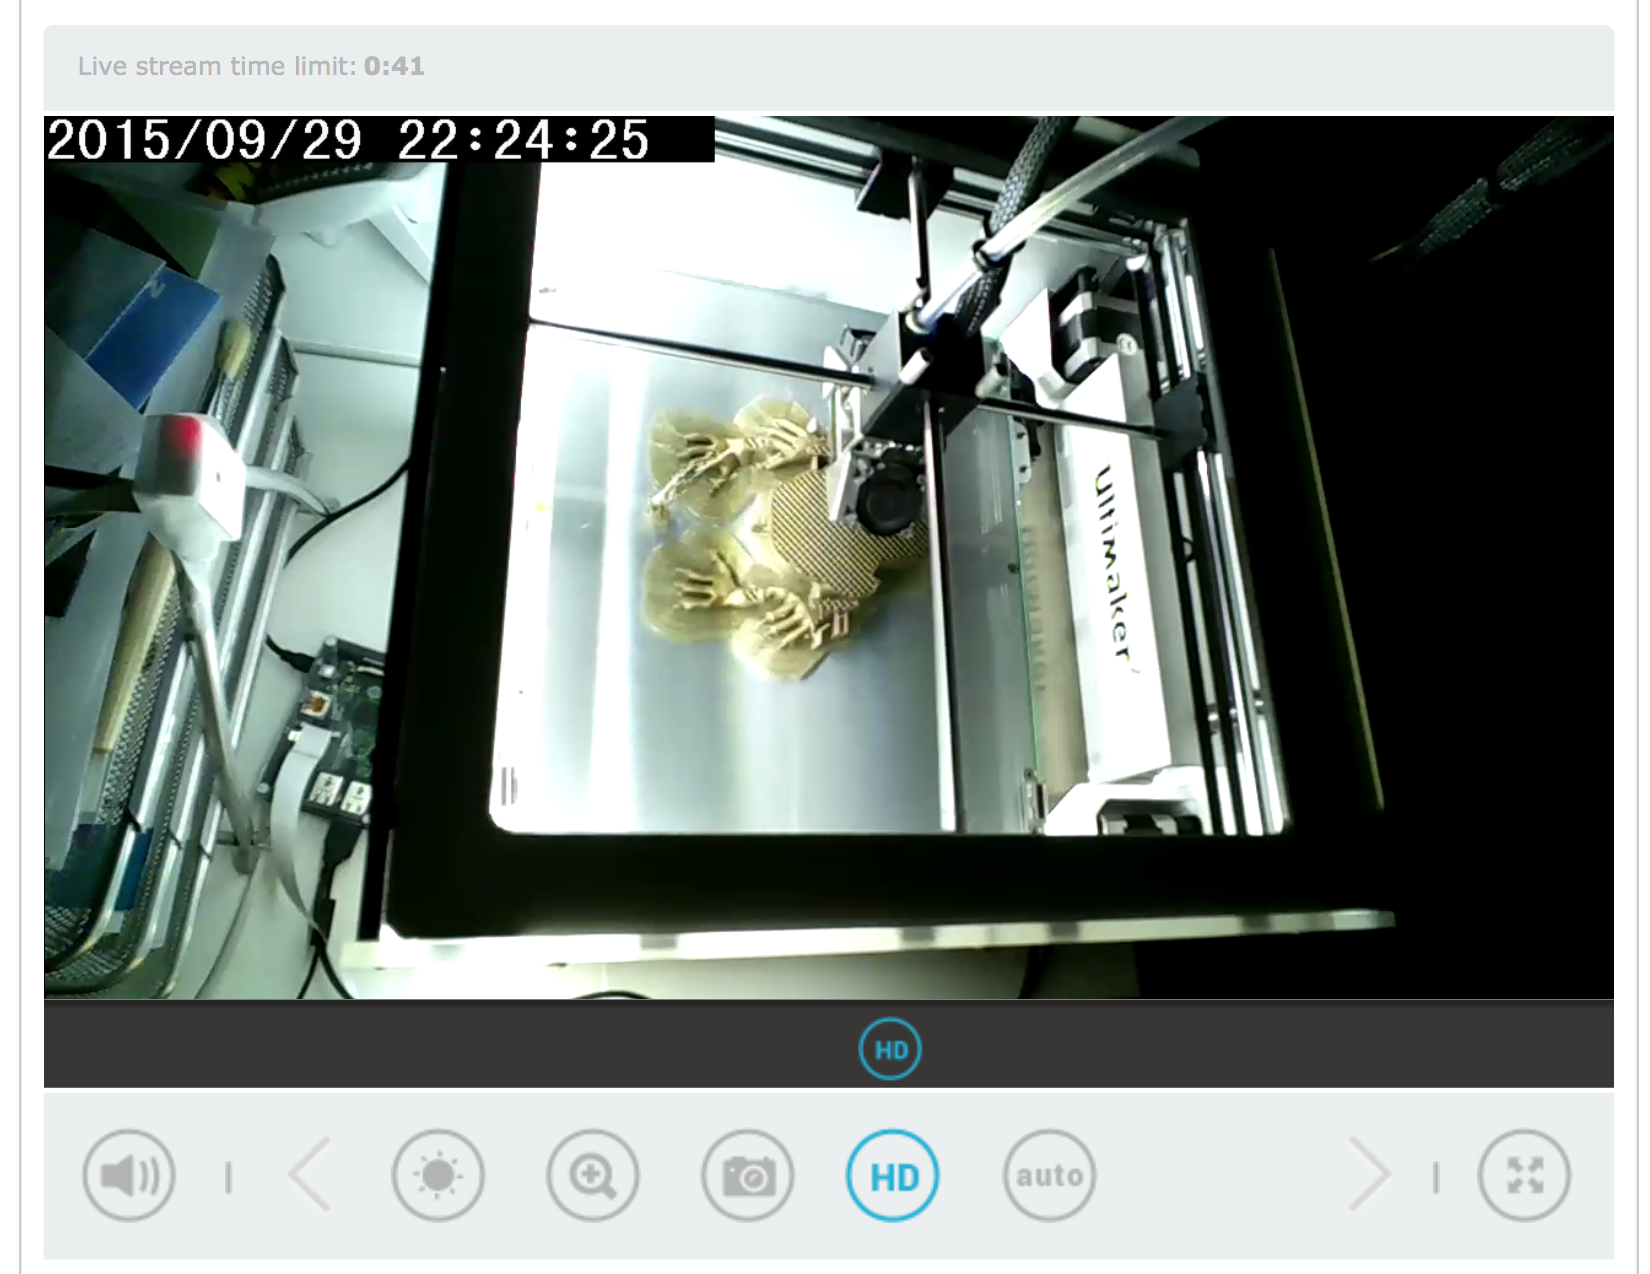 Live stream time limit: 0:41
2015/09/29 22:24:25
Ultimaker
HD
HD
auto